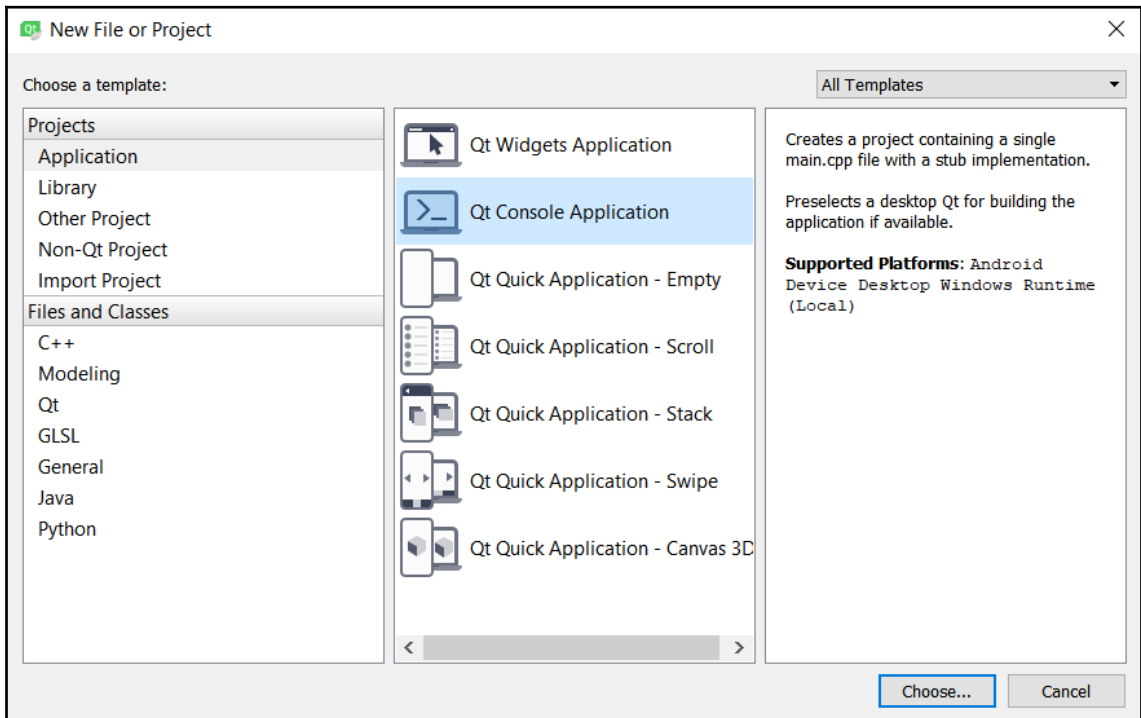 New File or Project
Choose a template:
All Templates
Projects
Application
Library
Other Project
Non-Qt Project
Import Project
Files and Classes
C++
Modeling
Qt
GLSL
General
Java
Python
Qt Widgets Application
Qt Console Application
Qt Quick Application - Empty
Qt Quick Application - Scroll
Qt Quick Application - Stack
Qt Quick Application - Swipe
Qt Quick Application - Canvas 3D
Creates a project containing a single
main.cpp file with a stub implementation.
Preselects a desktop Qt for building the
application if available.
Supported Platforms: Android
Device Desktop Windows Runtime
(Local)
Choose...
Cancel